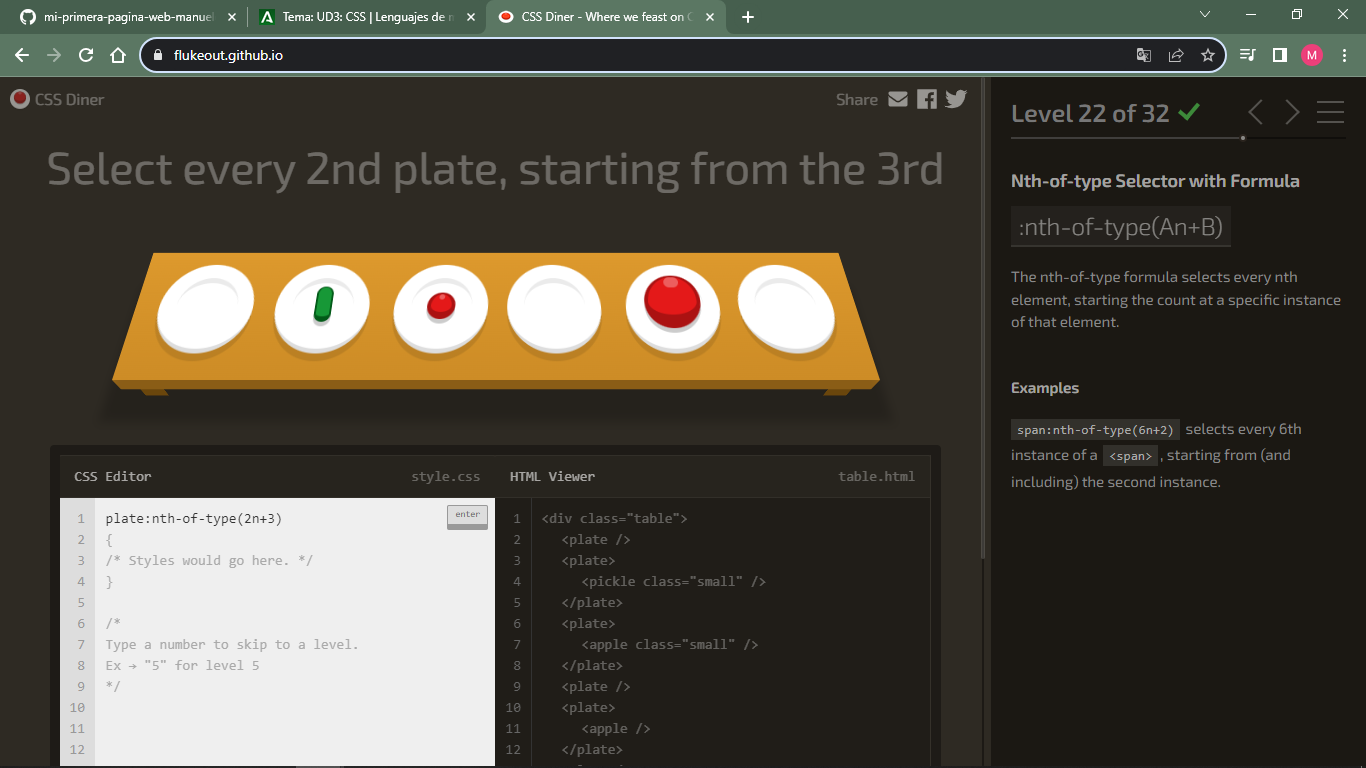 mi-primera-pagina-web-manuel
Tema: UD3: CSS | Lenguajes de m
CSS Diner - Where we feast on C
flukeout.github.io
M
CSS Diner
Share
Select every 2nd plate, starting from the 3rd
CSS Editor
style.css
HTML Viewer
table.html
1 plate:nth-of-type(2n+3)
enter
2 {
3 /* Styles would go here. */
4 }
5
6 /*
7 Type a number to skip to a level.
8 Ex → "5" for level 5
9 */
10
11
12
1 <div class="table">
2 <plate />
3 <plate>
4 <pickle class="small" />
5 </plate>
6 <plate>
7 <apple class="small" />
8 </plate>
9 <plate />
10 <plate>
11 <apple />
12 </plate>
Level 22 of 32
Nth-of-type Selector with Formula
:nth-of-type(An+B)
The nth-of-type formula selects every nth
element, starting the count at a specific instance
of that element.
Examples
span:nth-of-type(6n+2) selects every 6th
instance of a <span> , starting from (and
including) the second instance.